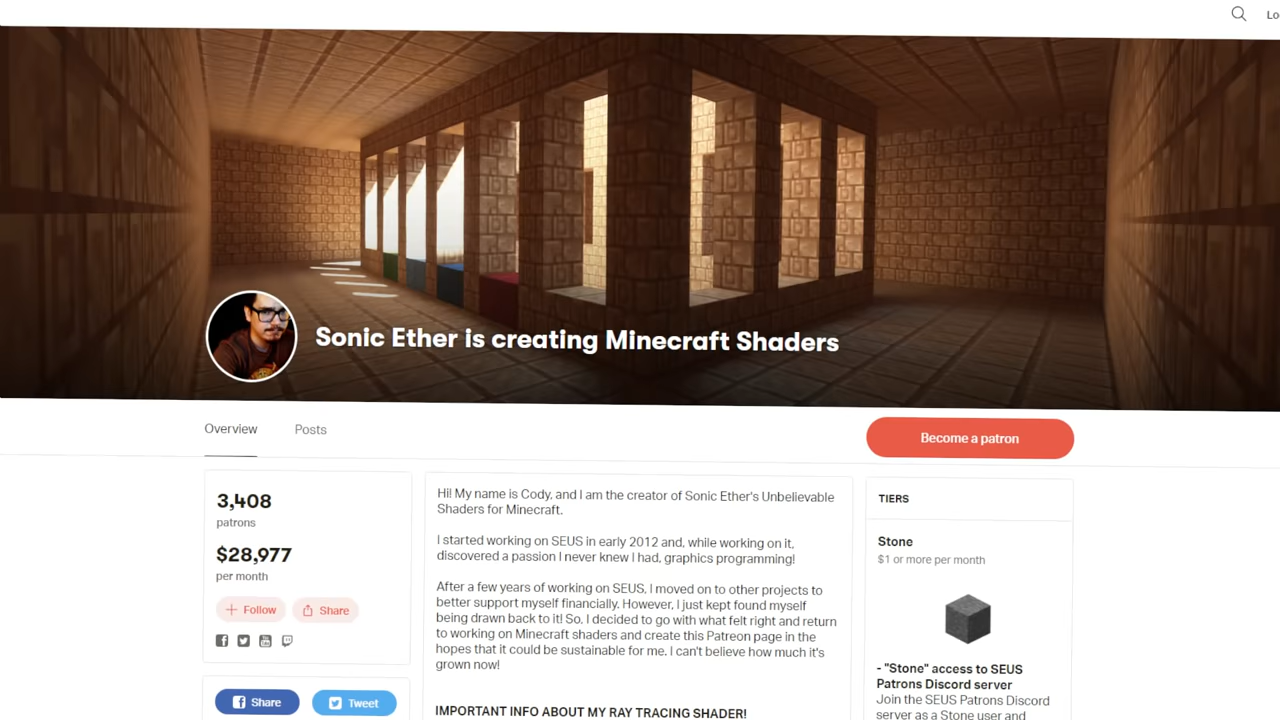 Lo
Sonic Ether is creating Minecraft Shaders
Overview
Posts
Become a patron
3,408
patrons
$28,977
per month
Follow
Share
Share
Tweet
Hi! My name is Cody, and I am the creator of Sonic Ether's Unbelievable
Shaders for Minecraft.
I started working on SEUS in early 2012 and, while working on it,
discovered a passion I never knew I had, graphics programming!
After a few years of working on SEUS, I moved on to other projects to
better support myself financially. However, I just kept found myself
being drawn back to it! So, I decided to go with what felt right and return
to working on Minecraft shaders and create this Patreon page in the
hopes that it could be sustainable for me. I can't believe how much it's
grown now!
IMPORTANT INFO ABOUT MY RAY TRACING SHADER!
TIERS
Stone
$1 or more per month
- "Stone" access to SEUS
Patrons Discord server
Join the SEUS Patrons Discord
server as a Stone user and